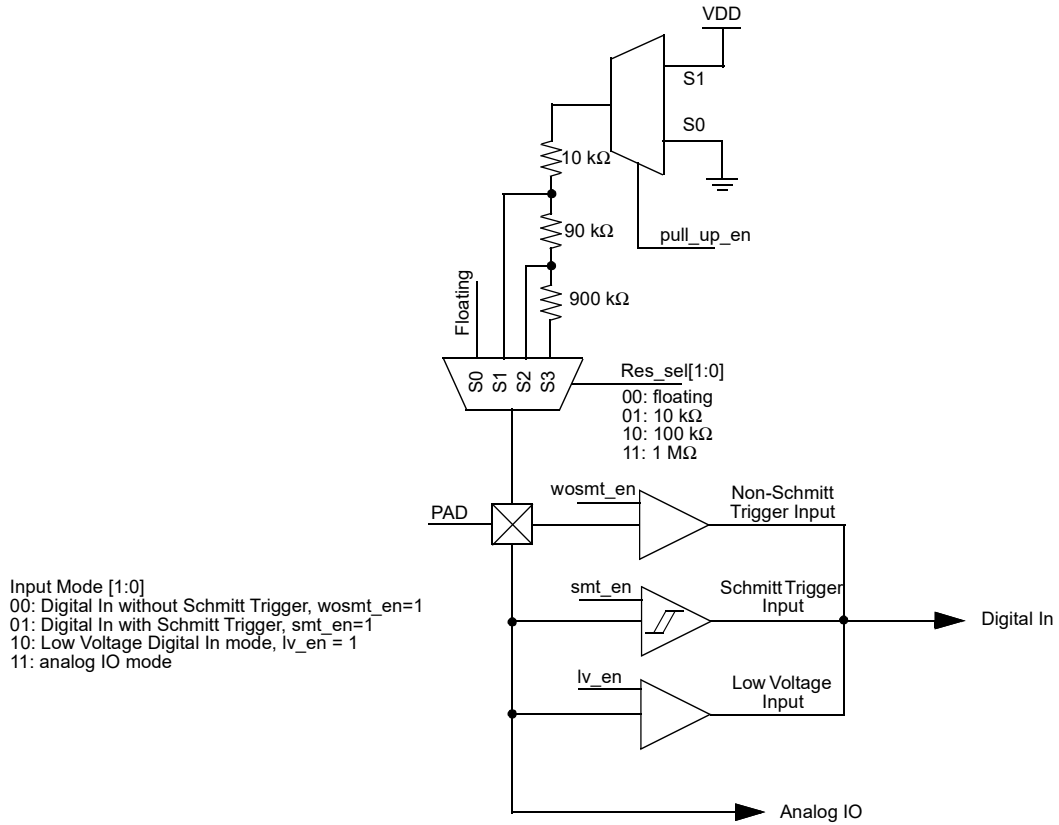 VDD
S1
S0
10 kΩ
90 kΩ
pull_up_en
900 kΩ
Floating
S0
S1
S2
S3
Res_sel[1:0]
00: floating
01: 10 kΩ
10: 100 kΩ
11: 1 MΩ
wosmt_en
Non-Schmitt
Trigger Input
PAD
Input Mode [1:0]
00: Digital In without Schmitt Trigger, wosmt_en=1
01: Digital In with Schmitt Trigger, smt_en=1
10: Low Voltage Digital In mode, lv_en = 1
11: analog IO mode
smt_en
Schmitt Trigger
Input
Digital In
lv_en
Low Voltage
Input
Analog IO